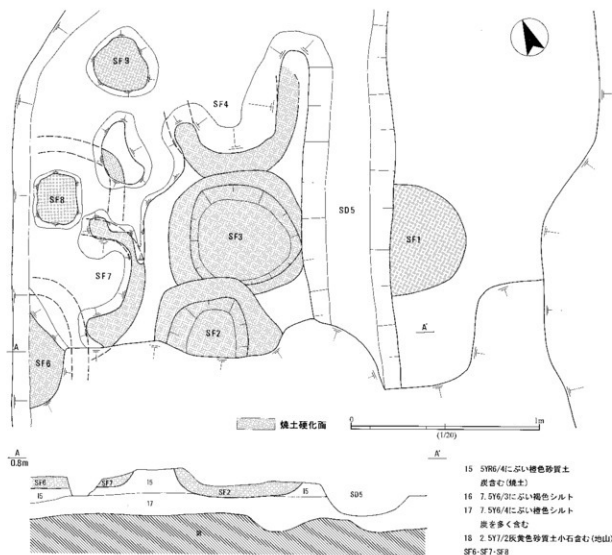 SF9
SF4
SF8
SD5
SF3
SF1
SF7
SF2
A
A'
SF6
焼土硬化面
0 1m
(1/20)
A
0.8m
A'
SF6 SF7 15 SF2 15 SD5
15
17
18
15 5YR6/4にぶい橙色砂質土
炭含む(焼土)
16 7.5Y6/3にぶい褐色シルト
17 7.5Y6/4にぶい橙色シルト
炭を多く含む
18 2.5Y7/2灰黄色砂質土小石含む(地山)
SF6・SF7・SF8